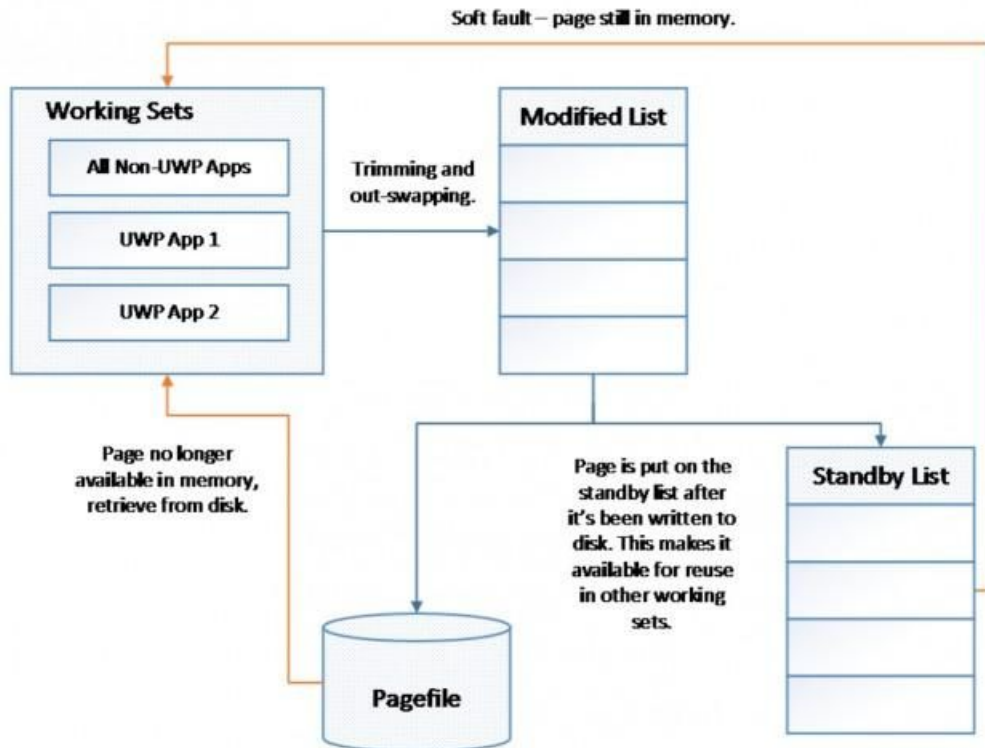 Soft fault – page still in memory.
Working Sets
All Non-UWP Apps
UWP App 1
UWP App 2
Trimming and
out-swapping.
Modified List
Page no longer
available in memory,
retrieve from disk.
Page is put on the
standby list after
it's been written to
disk. This makes it
available for reuse
in other working
sets.
Standby List
Pagefile